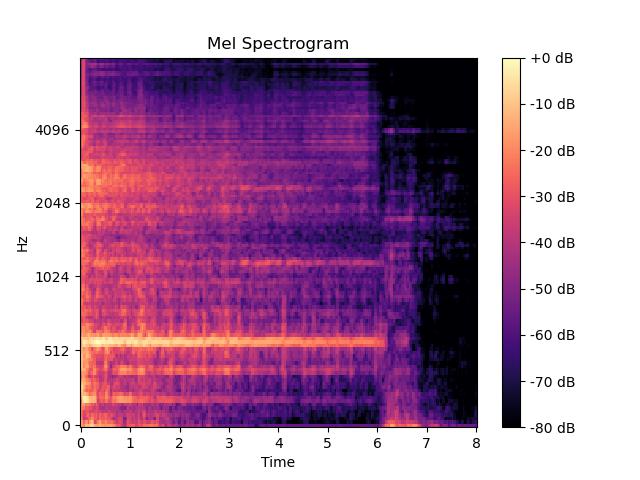 Mel Spectrogram
Hz
4096
2048
1024
512
0
0 1 2 3 4 5 6 7 8
Time
+0 dB
-10 dB
-20 dB
-30 dB
-40 dB
-50 dB
-60 dB
-70 dB
-80 dB